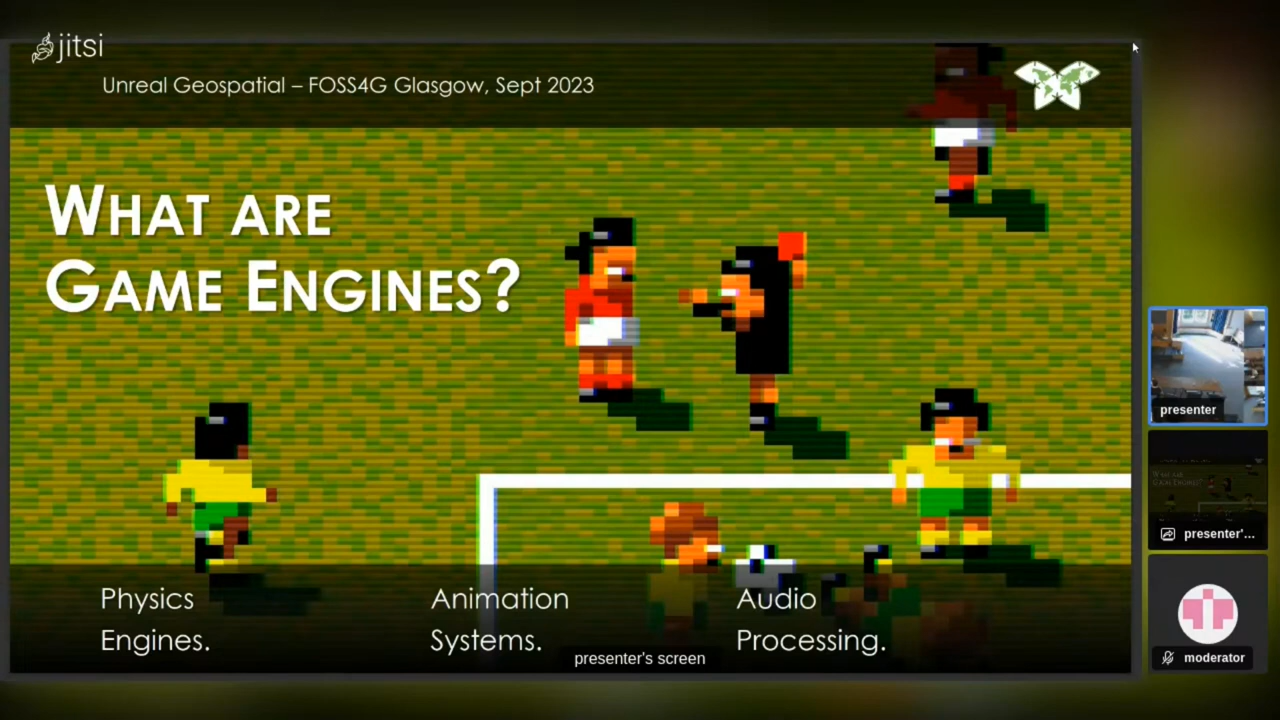 jitsi
Unreal Geospatial – FOSS4G Glasgow, Sept 2023
WHAT ARE
GAME ENGINES?
Physics
Engines.
Animation
Systems.
Audio
Processing.
presenter's screen
presenter
presenter'...
moderator